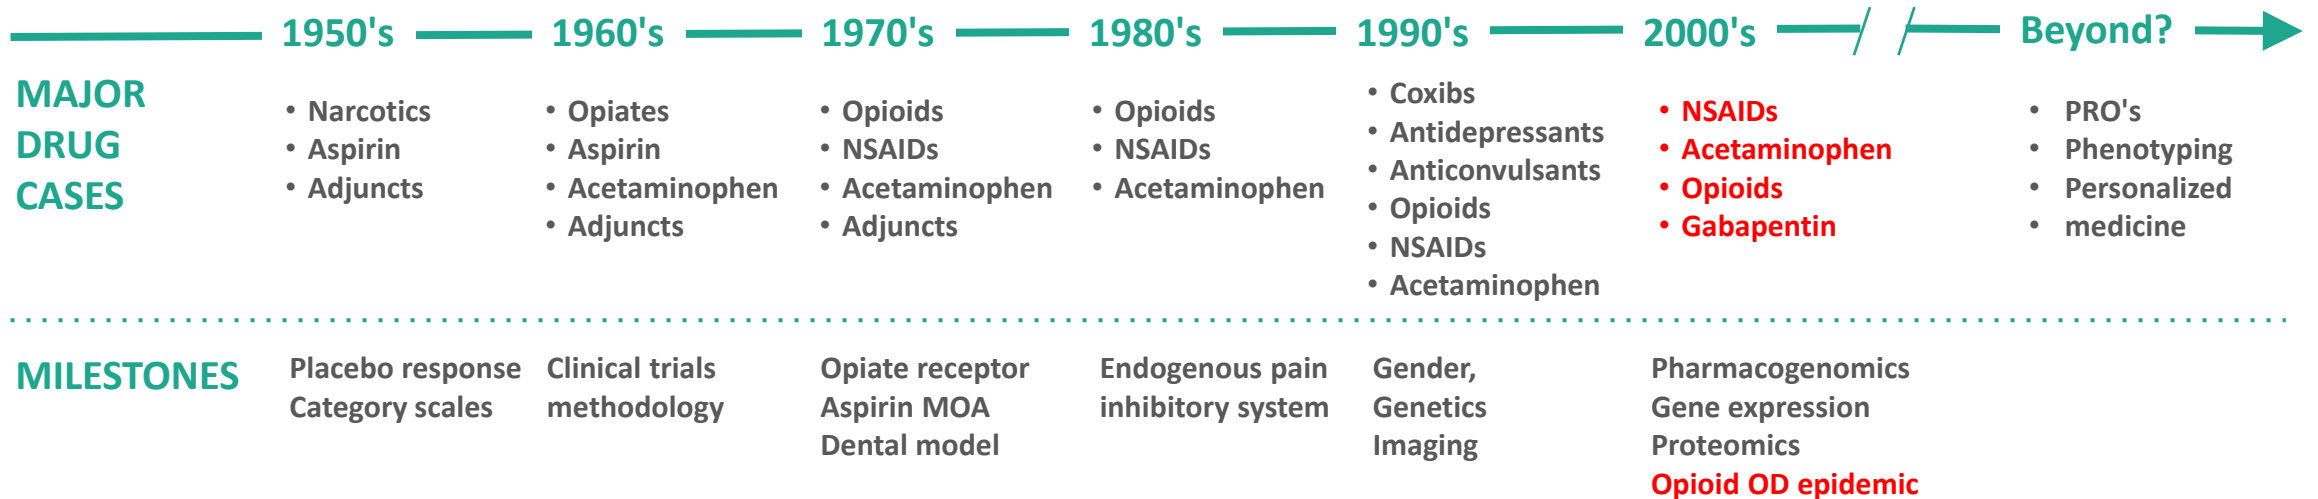 1950's 1960's 1970's 1980's 1990's 2000's Beyond?
MAJOR
DRUG
CASES
• Narcotics
• Aspirin
• Adjuncts
• Opiates
• Aspirin
• Acetaminophen
• Adjuncts
• Opioids
• NSAIDs
• Acetaminophen
• Adjuncts
• Opioids
• NSAIDs
• Acetaminophen
• Coxibs
• Antidepressants
• Anticonvulsants
• Opioids
• NSAIDs
• Acetaminophen
• NSAIDs
• Acetaminophen
• Opioids
• Gabapentin
• PRO's
• Phenotyping
• Personalized
• medicine
MILESTONES
Placebo response
Category scales
Clinical trials
methodology
Opiate receptor
Aspirin MOA
Dental model
Endogenous pain
inhibitory system
Gender,
Genetics
Imaging
Pharmacogenomics
Gene expression
Proteomics
Opioid OD epidemic